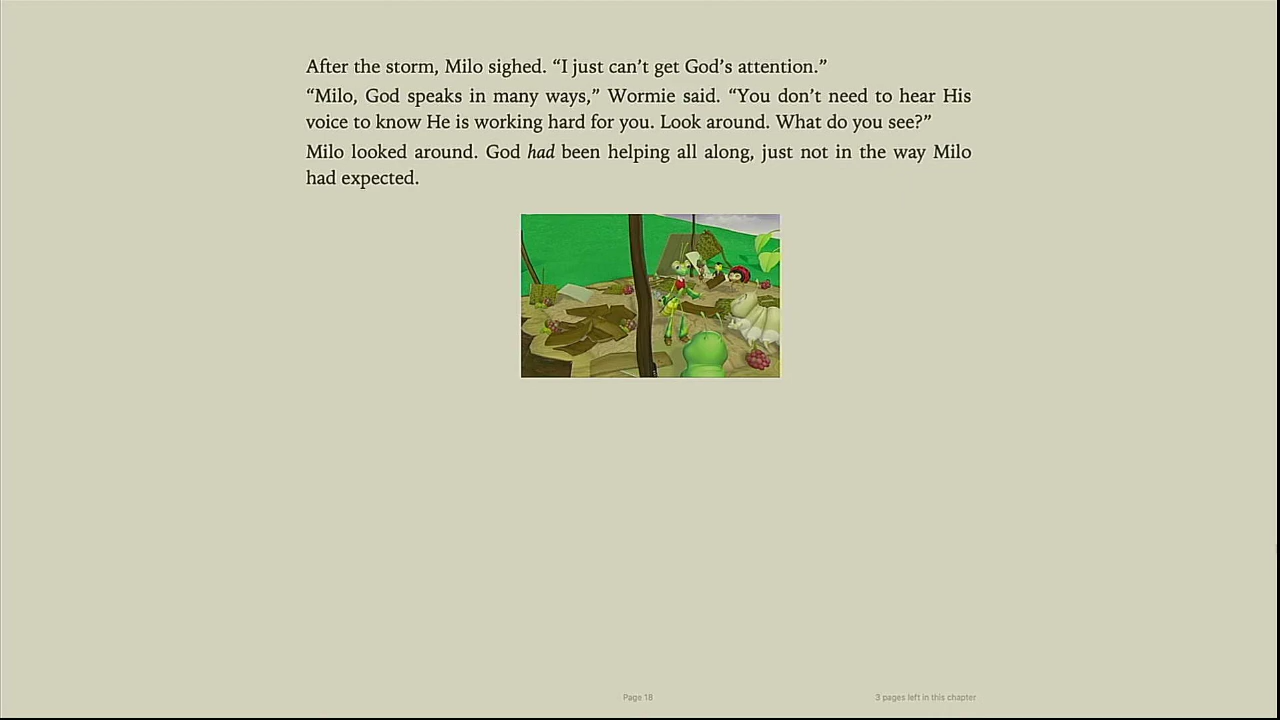 After the storm, Milo sighed. “I just can’t get God’s attention.”
“Milo, God speaks in many ways,” Wormie said. “You don’t need to hear His
voice to know He is working hard for you. Look around. What do you see?”
Milo looked around. God had been helping all along, just not in the way Milo
had expected.
Page 18
3 pages left in this chapter